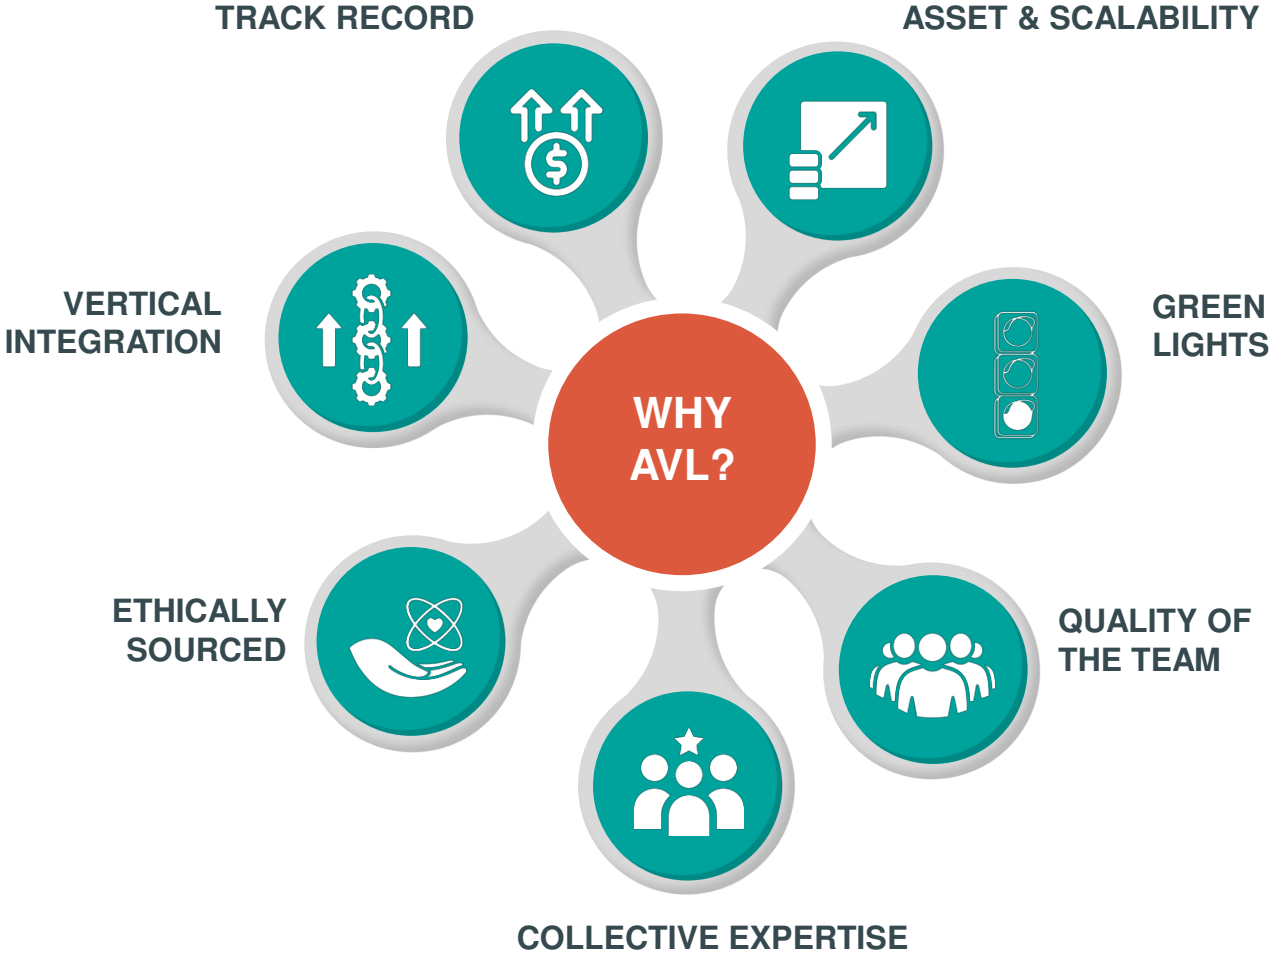 TRACK RECORD
ASSET & SCALABILITY
VERTICAL
INTEGRATION
GREEN
LIGHTS
WHY
AVL?
ETHICALLY
SOURCED
QUALITY OF
THE TEAM
COLLECTIVE EXPERTISE
$